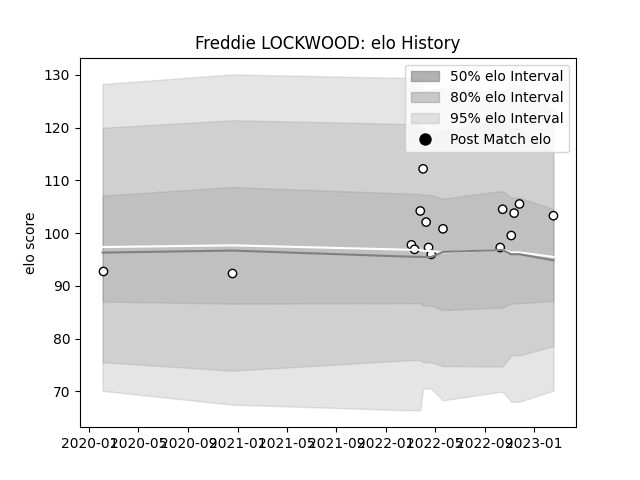 Freddie LOCKWOOD: elo History
50% elo Interval
80% elo Interval
95% elo Interval
Post Match elo
elo score
130
120
110
100
90
80
70
2020-01 2020-05 2020-09 2021-01 2021-05 2021-09 2022-01 2022-05 2022-09 2023-01